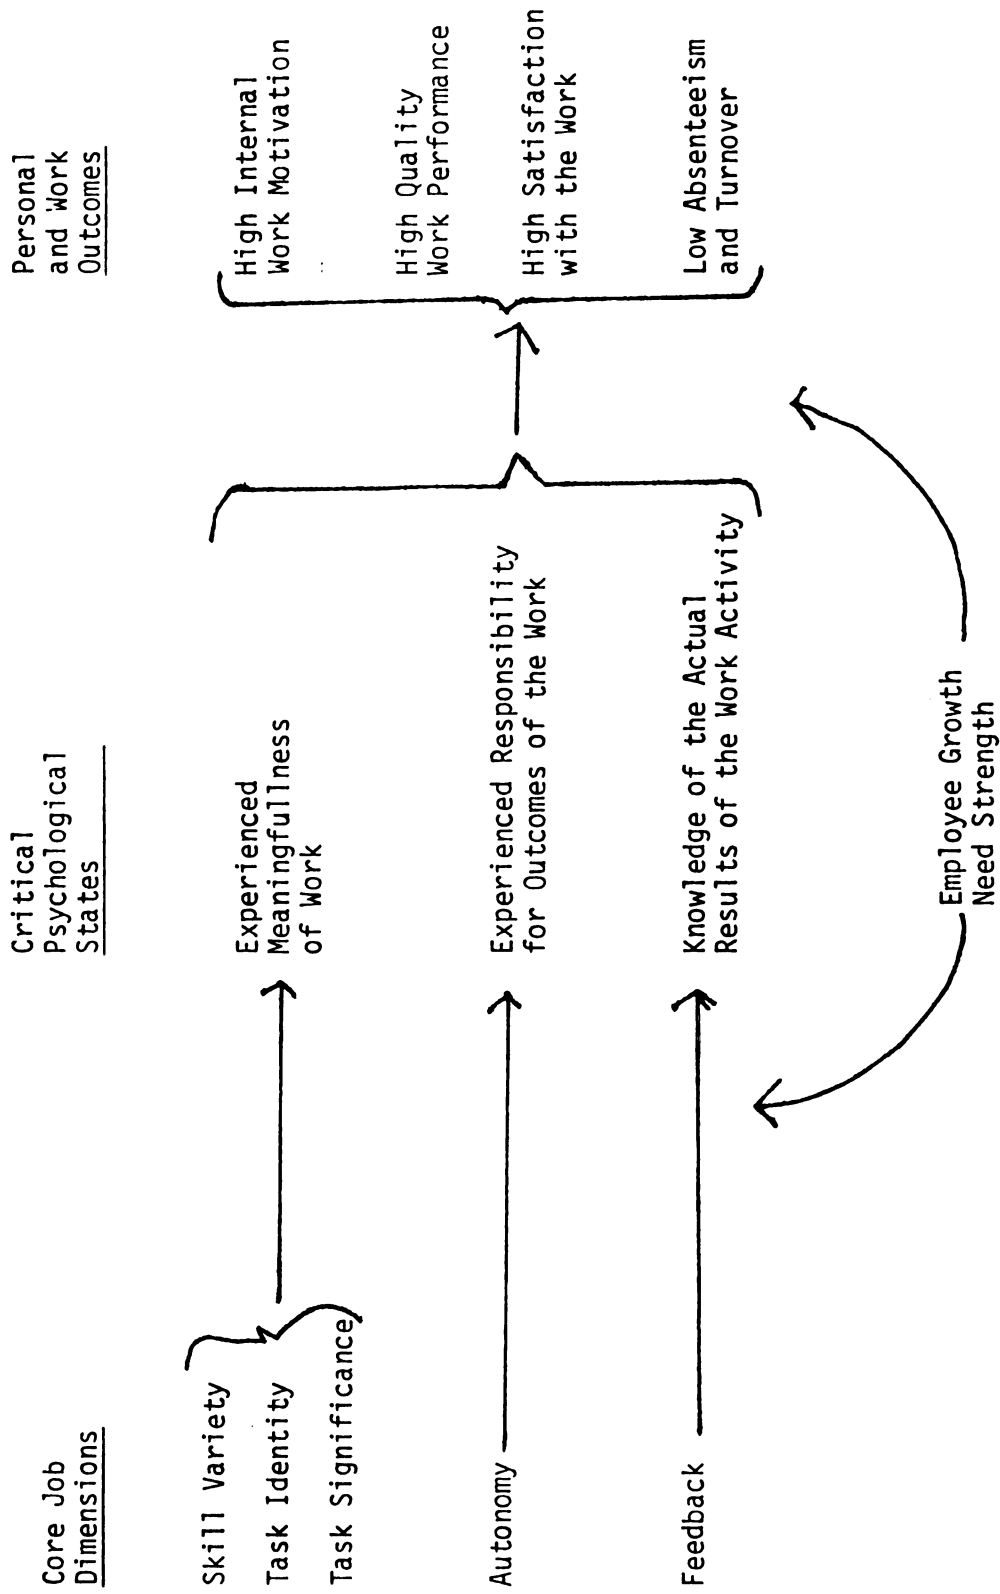 Core Job
Dimensions
Critical
Psychological
States
Personal
and Work
Outcomes
Skill Variety
Task Identity
Task Significance
Experienced
Meaningfullness
of Work
High Internal
Work Motivation
High Quality
Work Performance
Autonomy
Experienced Responsibility
for Outcomes of the Work
High Satisfaction
with the Work
Feedback
Knowledge of the Actual
Results of the Work Activity
Low Absenteeism
and Turnover
Employee Growth
Need Strength